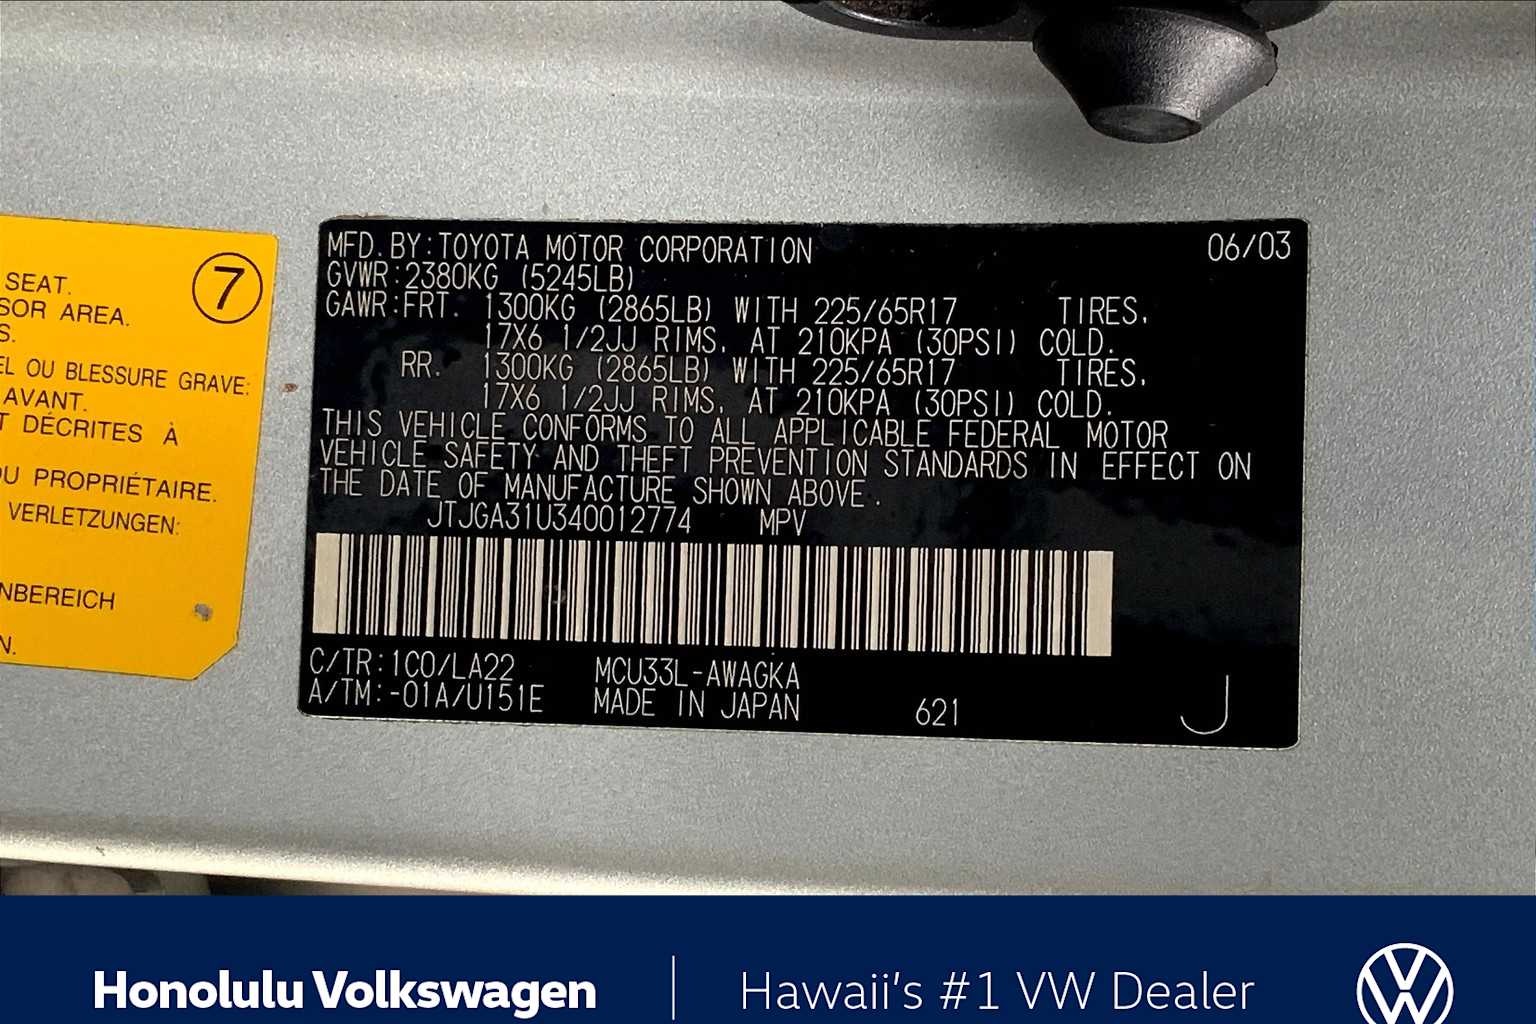 SEAT.
SOR AREA.
S.
EL OU BLESSURE GRAVE:
AVANT.
T DÉCRITES À
DU PROPRIÉTAIRE.
VERLETZUNGEN:
NBEREICH
N.
7
MFD. BY: TOYOTA MOTOR CORPORATION 06/03
GVWR: 2380KG (5245LB)
GAWR: FRT. 1300KG (2865LB) WITH 225/65R17 TIRES,
17X6 1/2JJ RIMS, AT 210KPA (30PSI) COLD.
RR. 1300KG (2865LB) WITH 225/65R17 TIRES,
17X6 1/2JJ RIMS, AT 210KPA (30PSI) COLD.
THIS VEHICLE CONFORMS TO ALL APPLICABLE FEDERAL MOTOR
VEHICLE SAFETY AND THEFT PREVENTION STANDARDS IN EFFECT ON
THE DATE OF MANUFACTURE SHOWN ABOVE.
JTJGA31U340012774 MPV
C/TR: 1C0/LA22 MCU33L-AWAGKA
A/TM: -01A/U151E MADE IN JAPAN 621 J
Honolulu Volkswagen | Hawaii's #1 VW Dealer